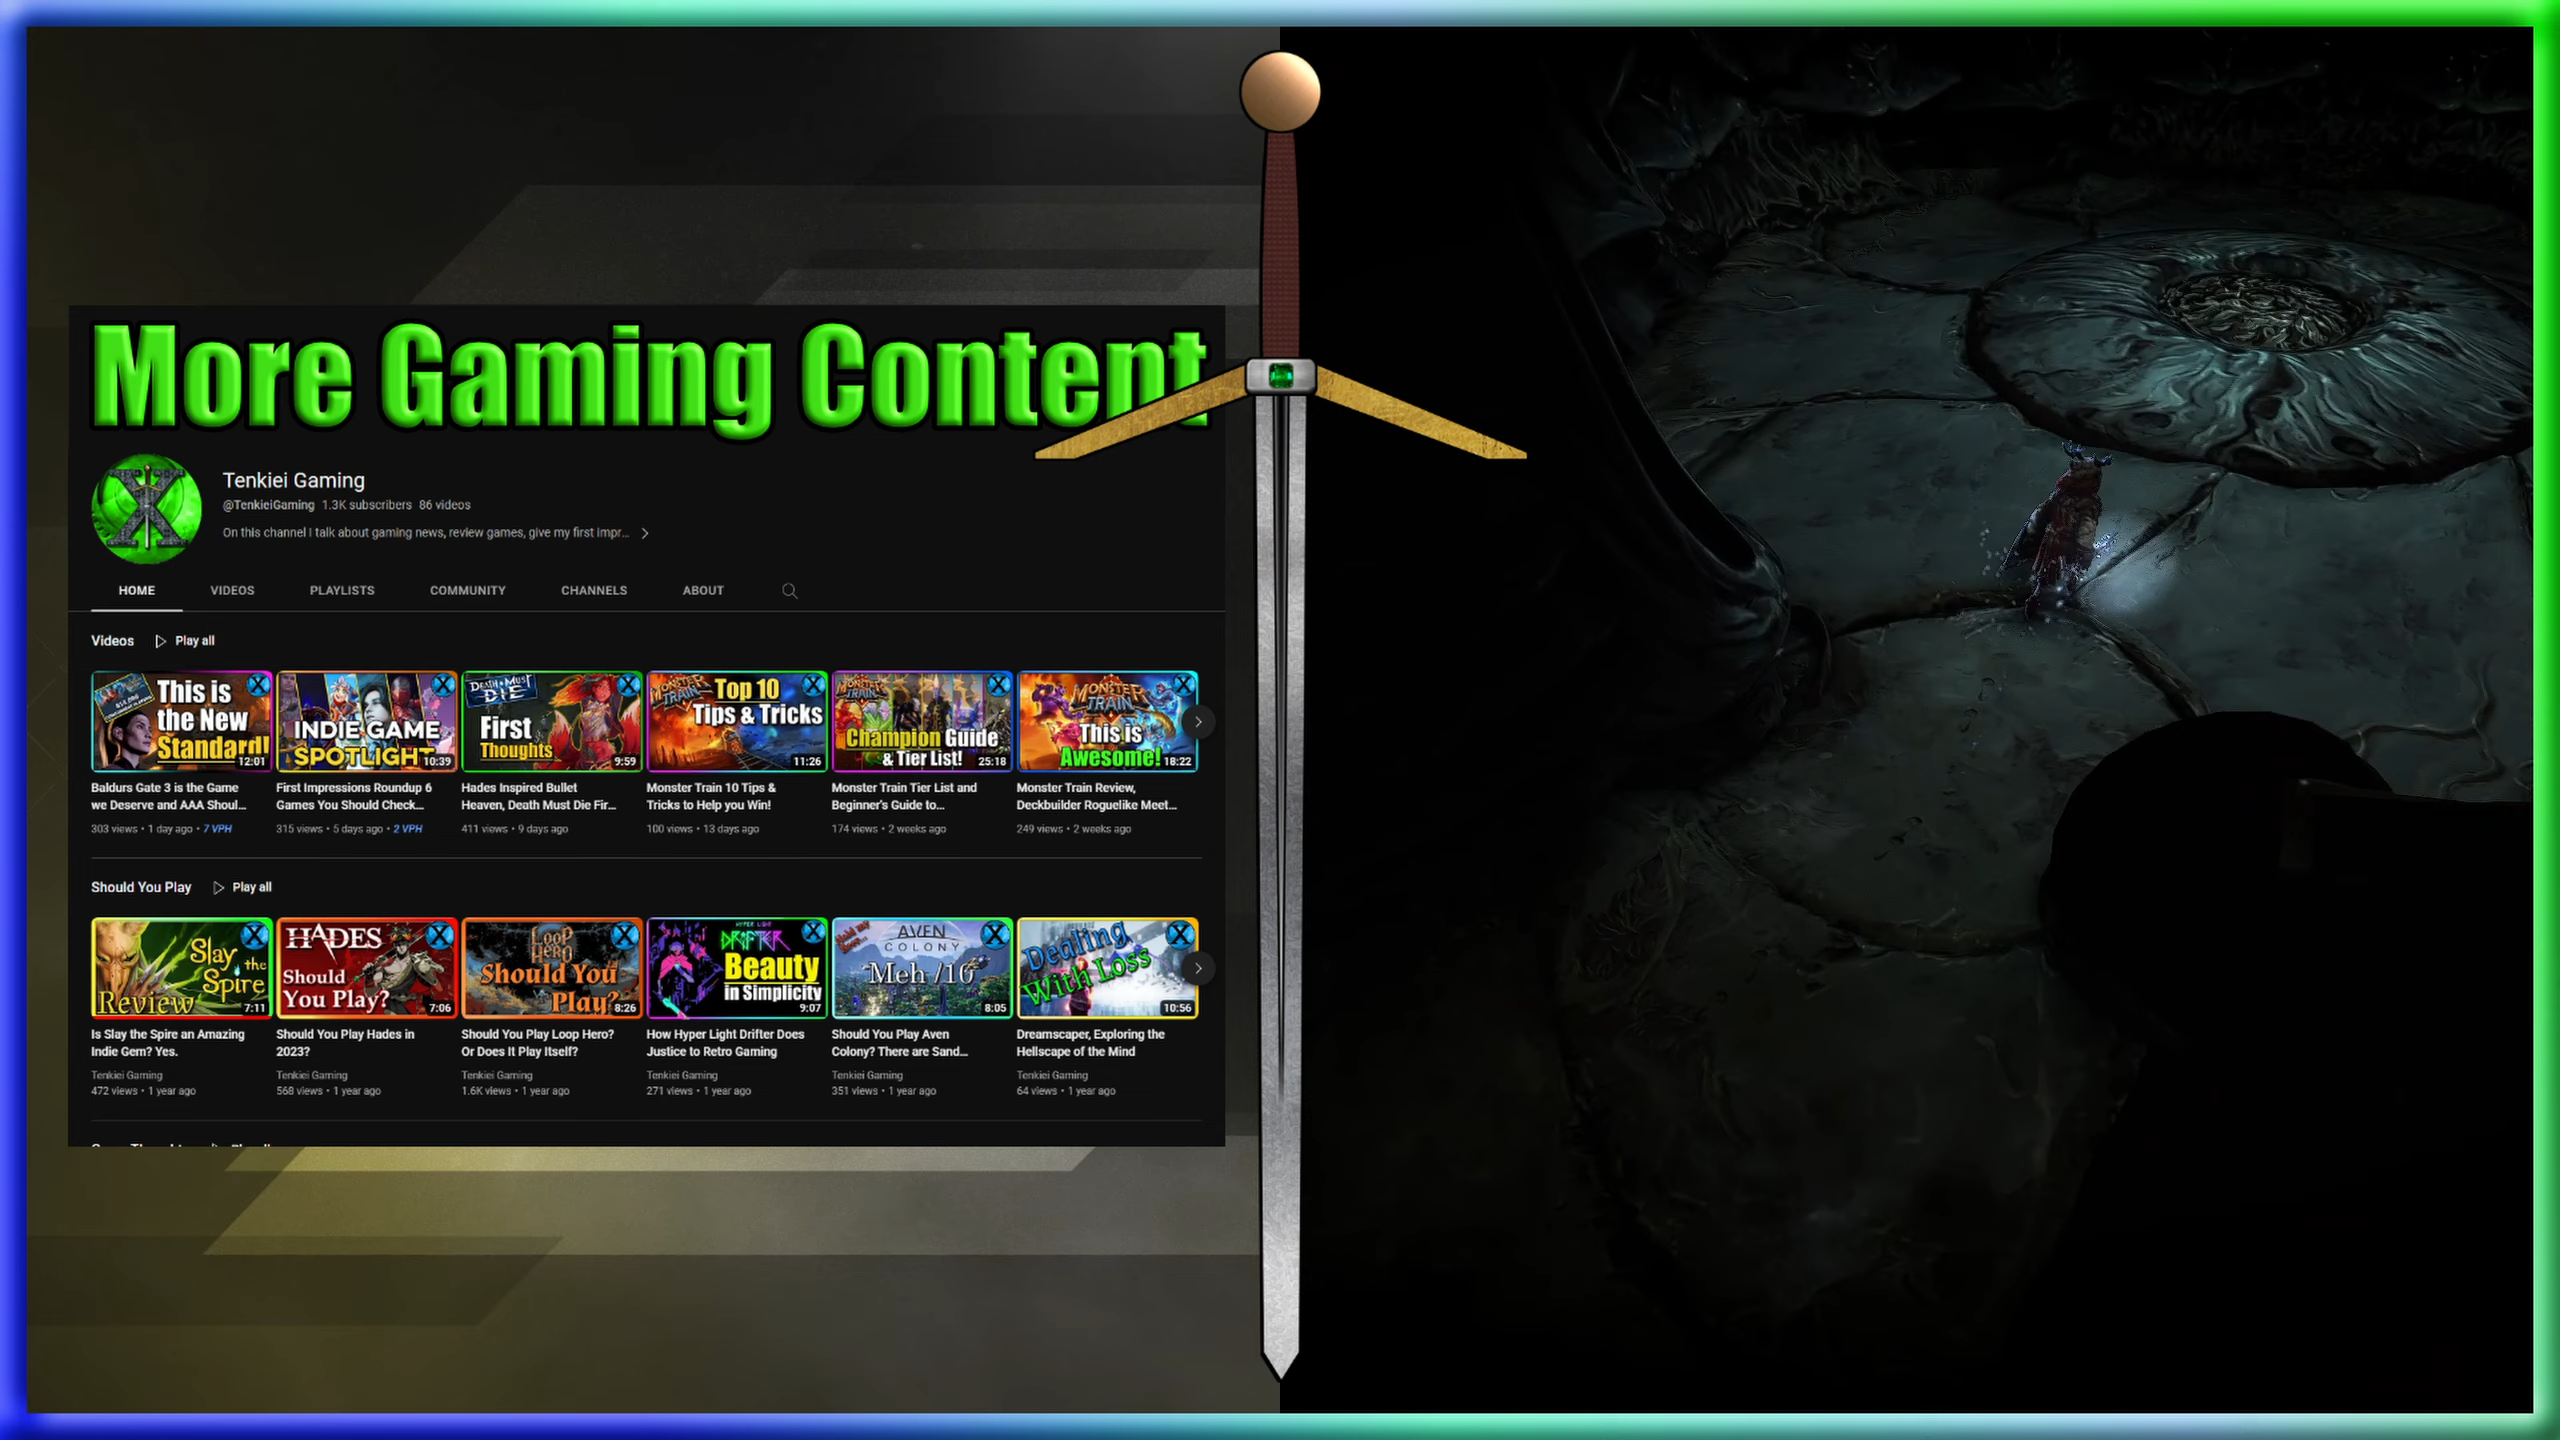 More Gaming Content
Tenkiei Gaming
@TenkieiGaming 1.3K subscribers 86 videos
On this channel I talk about gaming news, review games, give my first impr...
HOME VIDEOS PLAYLISTS COMMUNITY CHANNELS ABOUT
Videos Play all
This is
the New
Standard!
12:01
INDIE GAME
SPOTLIGHT
10:39
DEATH MUST
DIE
First
Thoughts
9:59
MONSTER
TRAIN
Top 10
Tips & Tricks
11:26
MONSTER
TRAIN
Champion Guide
& Tier List!
25:18
MONSTER
TRAIN
This is
Awesome!
18:22
Baldurs Gate 3 is the Game
we Deserve and AAA Shoul...
303 views • 1 day ago • 7 VPH
First Impressions Roundup 6
Games You Should Check...
315 views • 5 days ago • 2 VPH
Hades Inspired Bullet
Heaven, Death Must Die Fir...
411 views • 9 days ago
Monster Train 10 Tips &
Tricks to Help you Win!
100 views • 13 days ago
Monster Train Tier List and
Beginner's Guide to...
174 views • 2 weeks ago
Monster Train Review,
Deckbuilder Roguelike Meet...
249 views • 2 weeks ago
Should You Play Play all
Slay
the
Spire
Review
7:11
HADES
Should
You Play?
7:06
LOOP
HERO
Should You
Play?
8:26
HYPER LIGHT
DRIFTER
Beauty
in Simplicity
9:07
AVEN
COLONY
Meh /10
8:05
Dealing
With Loss
10:56
Is Slay the Spire an Amazing
Indie Gem? Yes.
Tenkiei Gaming
472 views • 1 year ago
Should You Play Hades in
2023?
Tenkiei Gaming
568 views • 1 year ago
Should You Play Loop Hero?
Or Does It Play Itself?
Tenkiei Gaming
1.6K views • 1 year ago
How Hyper Light Drifter Does
Justice to Retro Gaming
Tenkiei Gaming
271 views • 1 year ago
Should You Play Aven
Colony? There are Sand...
Tenkiei Gaming
351 views • 1 year ago
Dreamscaper, Exploring the
Hellscape of the Mind
Tenkiei Gaming
64 views • 1 year ago